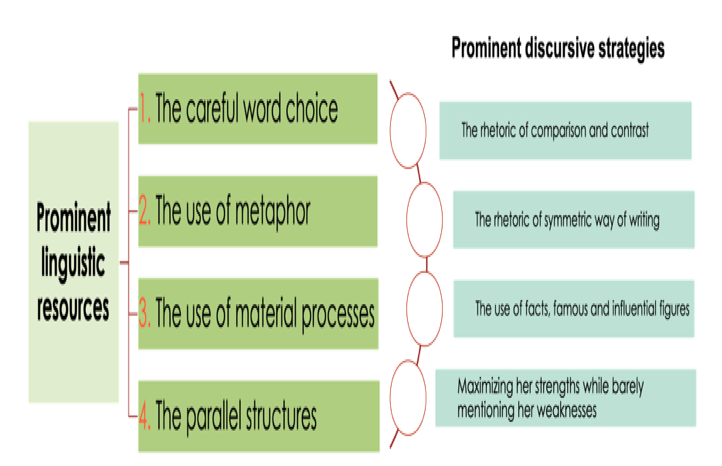 Prominent
linguistic
resources
1. The careful word choice
2. The use of metaphor
3. The use of material processes
4. The parallel structures
Prominent discursive strategies
The rhetoric of comparison and contrast
The rhetoric of symmetric way of writing
The use of facts, famous and influential figures
Maximizing her strengths while barely
mentioning her weaknesses